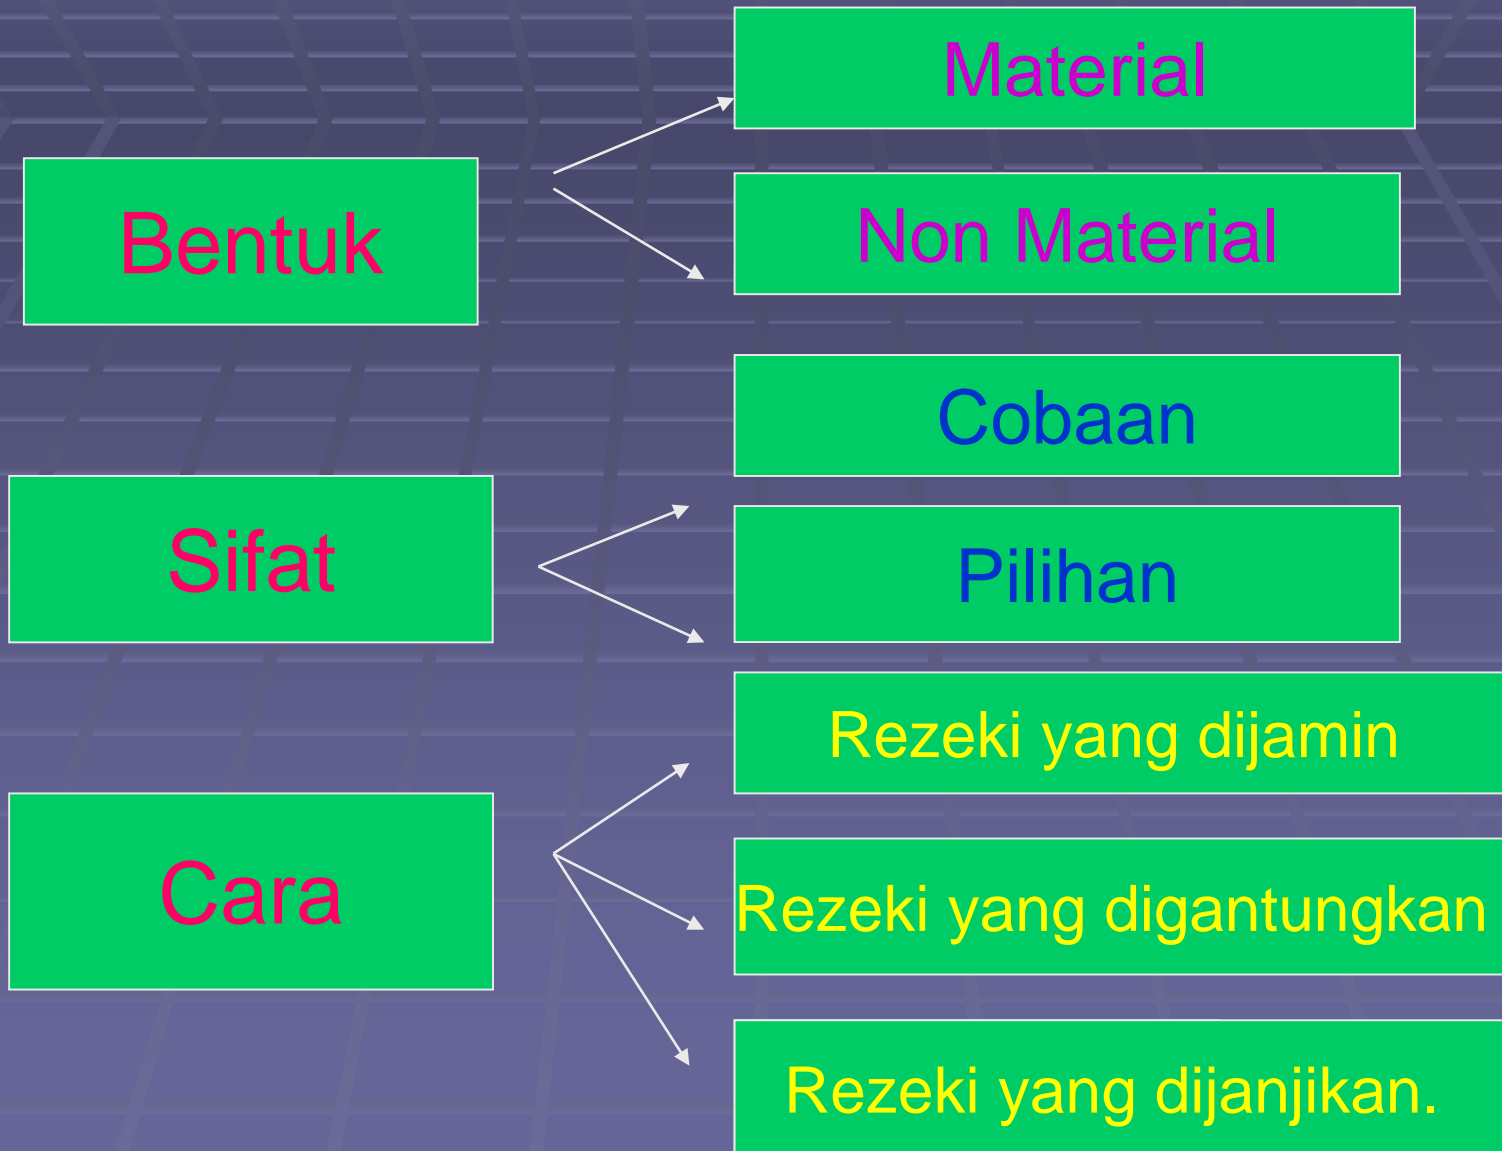 Bentuk
Material
Non Material
Sifat
Cobaan
Pilihan
Cara
Rezeki yang dijamin
Rezeki yang digantungkan
Rezeki yang dijanjikan.